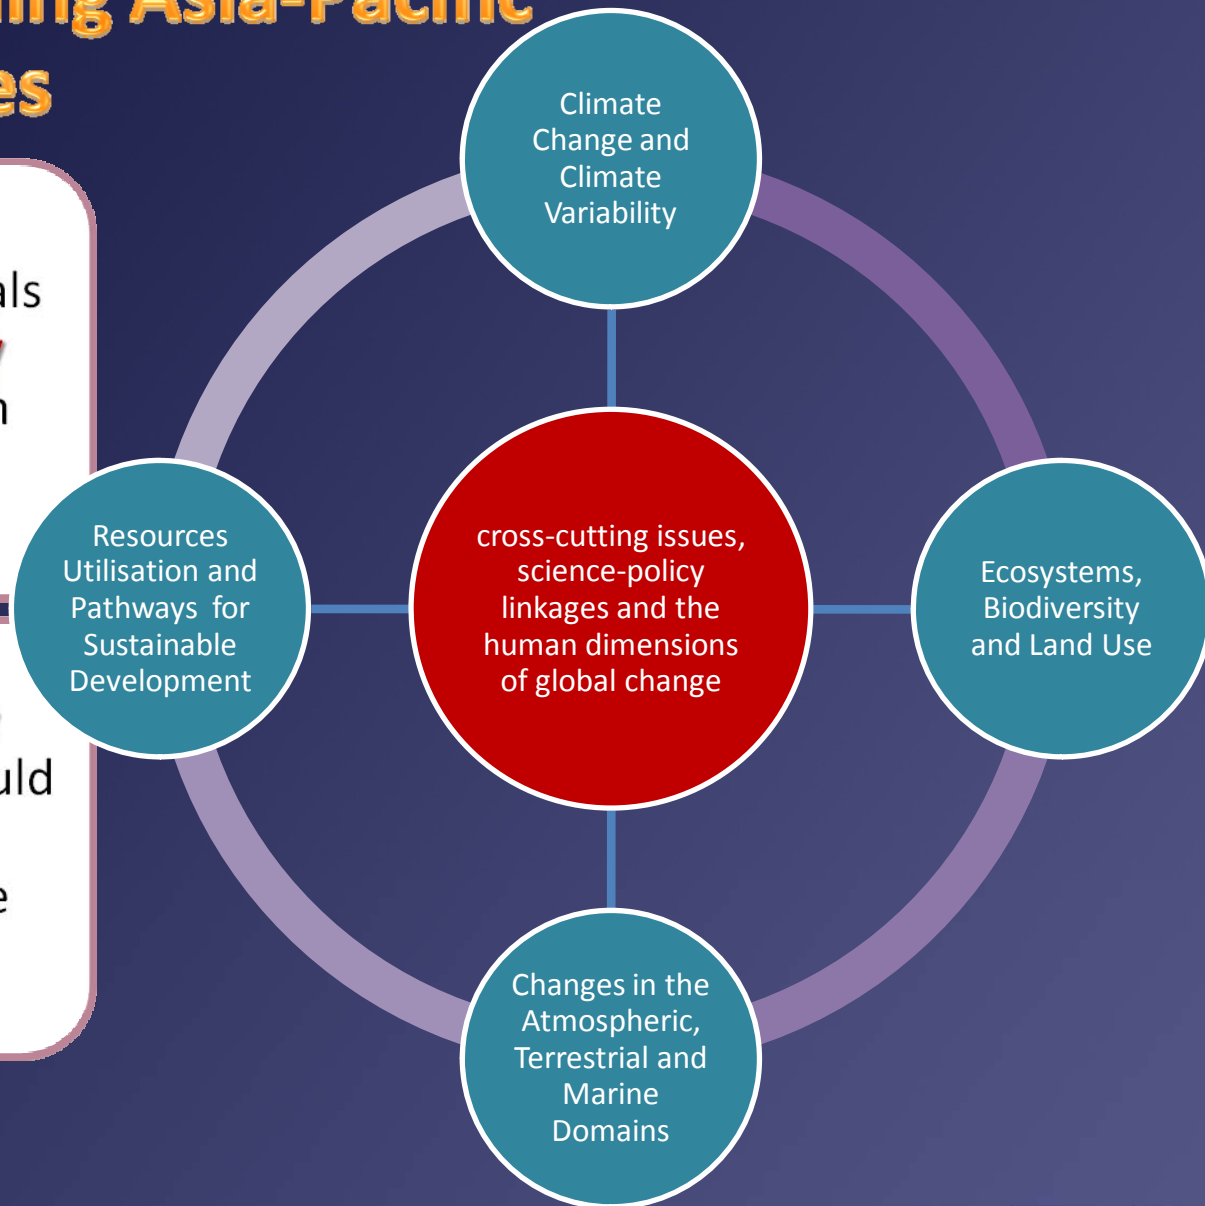 Asia-Pacific
Climate
Change and
Climate
Variability
Resources
Utilisation and
Pathways for
Sustainable
Development
cross-cutting issues,
science-policy
linkages and the
human dimensions
of global change
Ecosystems,
Biodiversity
and Land Use
Changes in the
Atmospheric,
Terrestrial and
Marine
Domains